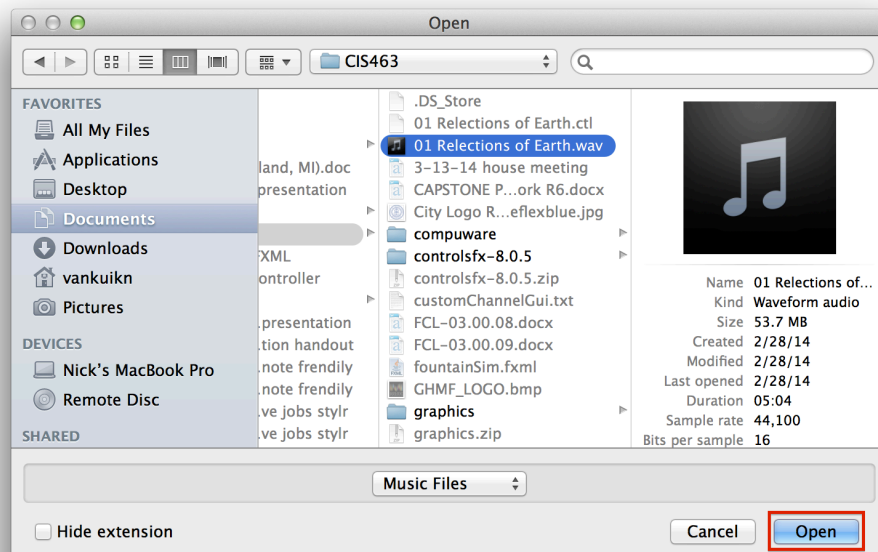 Open
CIS463
FAVORITES
All My Files
Applications
Desktop
Documents
Downloads
vankuikn
Pictures
DEVICES
Nick's MacBook Pro
Remote Disc
SHARED
land, MI).doc
presentation
FXML
ontroller
.presentation
.tion handout
.note frendily
.note frendily
.ve jobs stylr
.ve jobs stylr
.DS_Store
01 Relections of Earth.ctl
01 Relections of Earth.wav
3-13-14 house meeting
CAPSTONE P...ork R6.docx
City Logo R...eflexblue.jpg
compuware
controlsfx-8.0.5
controlsfx-8.0.5.zip
customChannelGui.txt
FCL-03.00.08.docx
FCL-03.00.09.docx
fountainSim.fxml
GHMF_LOGO.bmp
graphics
graphics.zip
Name 01 Relections of...
Kind Waveform audio
Size 53.7 MB
Created 2/28/14
Modified 2/28/14
Last opened 2/28/14
Duration 05:04
Sample rate 44,100
Bits per sample 16
Music Files
Hide extension
Cancel
Open